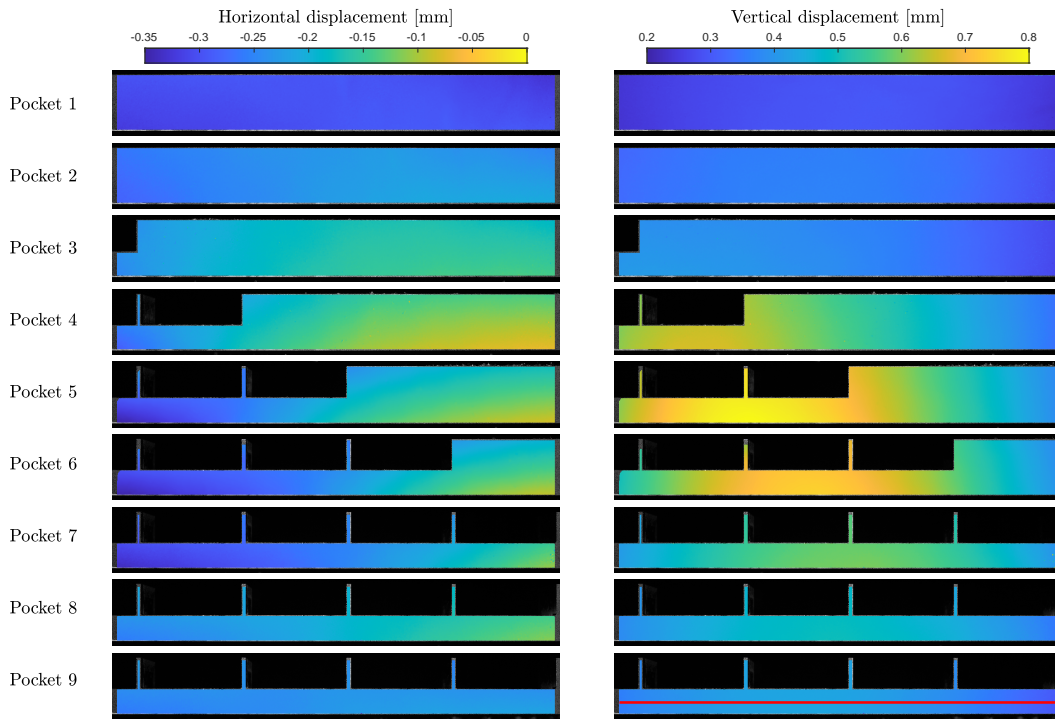 Horizontal displacement [mm]
-0.35 -0.3 -0.25 -0.2 -0.15 -0.1 -0.05 0
Vertical displacement [mm]
0.2 0.3 0.4 0.5 0.6 0.7 0.8
Pocket 1
Pocket 2
Pocket 3
Pocket 4
Pocket 5
Pocket 6
Pocket 7
Pocket 8
Pocket 9